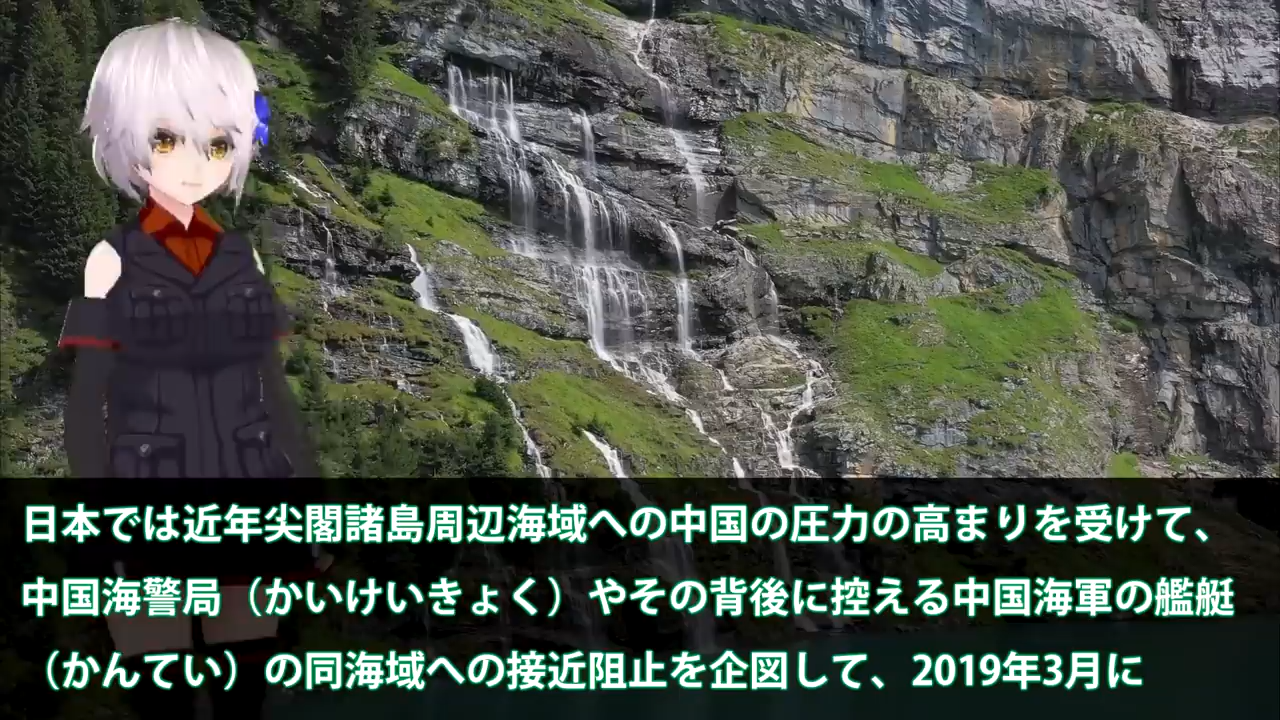 日本では近年尖閣諸島周辺海域への中国の圧力の高まりを受けて、
中国海警局（かいけいきょく）やその背後に控える中国海軍の艦艇
（かんてい）の同海域への接近阻止を企図して、2019年3月に